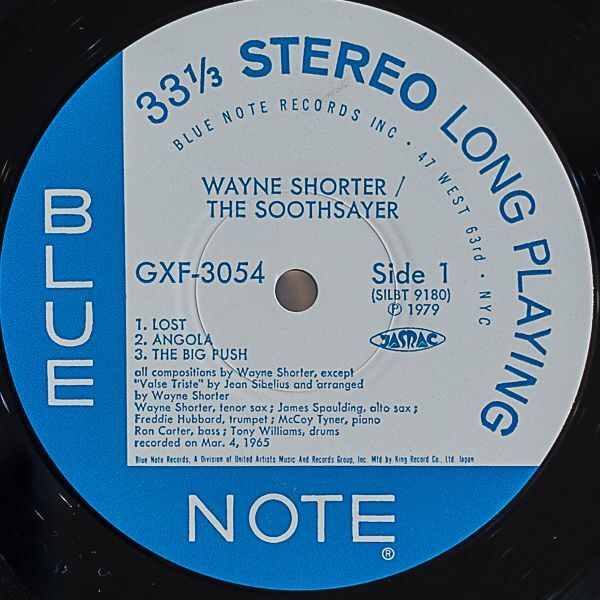 33⅓ STEREO LONG PLAYING
BLUE NOTE RECORDS INC · 47 WEST 63rd · NYC
WAYNE SHORTER /
THE SOOTHSAYER
GXF-3054
Side 1
(SILBT 9180)
Ⓟ 1979
JASRAC
1. LOST
2. ANGOLA
3. THE BIG PUSH
all compositions by Wayne Shorter, except
"Valse Triste" by Jean Sibelius and arranged
by Wayne Shorter
Wayne Shorter, tenor sax ; James Spaulding, alto sax ;
Freddie Hubbard, trumpet ; McCoy Tyner, piano
Ron Carter, bass ; Tony Williams, drums
recorded on Mar. 4, 1965
Blue Note Records, A Division of United Artists Music And Records Group, Inc. Mfd by King Record Co., Ltd. Japan
BLUE
NOTE ®